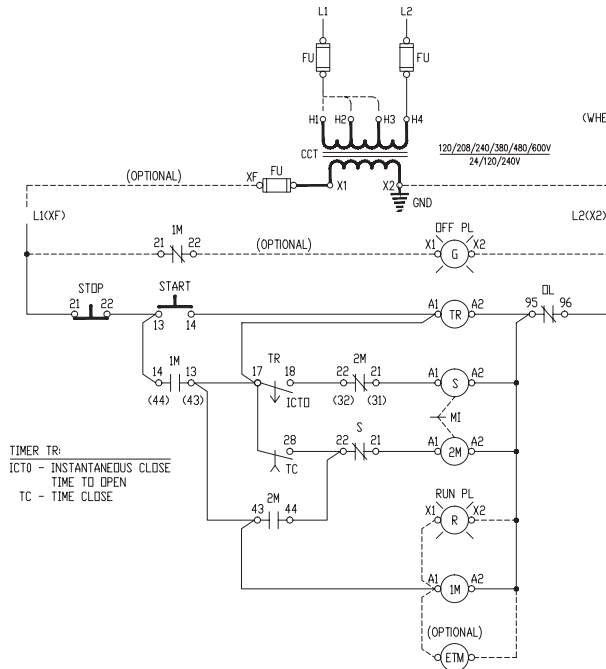 L1 L2
FU FU
H1 H2 H3 H4
(WHE
CCT 120/208/240/380/480/600V
24/120/240V
(OPTIONAL) XF FU X1 X2
GND
L1(XF) L2(X2)
1M OFF PL
21 22 (OPTIONAL) X1 G X2
STOP START OL
21 22 13 14 A1 TR A2 95 96
1M TR 2M
14 13 17 18 22 21 A1 S A2
(44) (43) ICTO (32) (31)
MI
S
28 22 21 A1 2M A2
TC
TIMER TR:
ICTO - INSTANTANEOUS CLOSE
TIME TO OPEN
TC - TIME CLOSE
2M RUN PL
43 44 X1 R X2
A1 1M A2
(OPTIONAL)
ETM